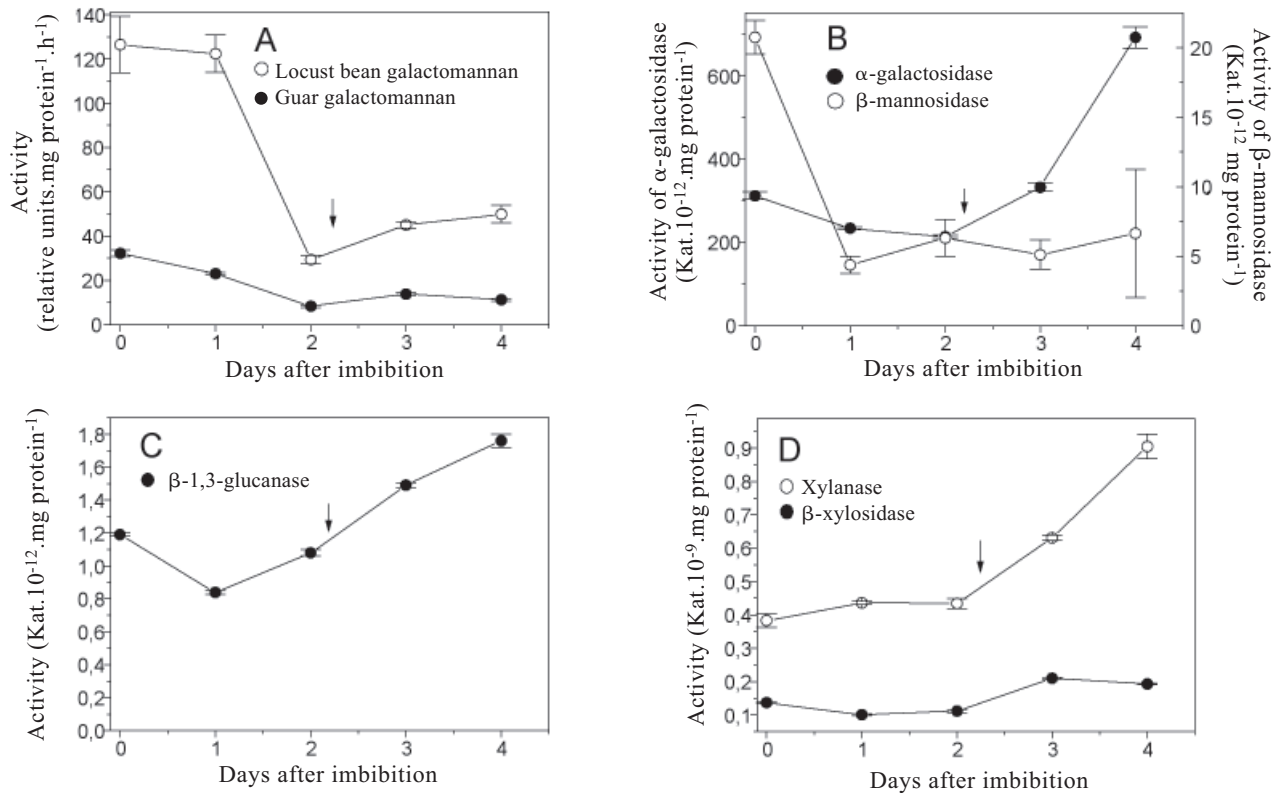 A
Locust bean galactomannan
Guar galactomannan
Activity
(relative units.mg protein-1.h-1)
140
120
100
80
60
40
20
0
0 1 2 3 4
Days after imbibition
B
α-galactosidase
β-mannosidase
Activity of α-galactosidase
(Kat.10-12.mg protein-1)
600
400
200
0
Activity of β-mannosidase
(Kat.10-12 mg protein-1)
20
15
10
5
0
0 1 2 3 4
Days after imbibition
C
β-1,3-glucanase
Activity (Kat.10-12.mg protein-1)
1,8
1,6
1,4
1,2
1,0
0,8
0,6
0,4
0,2
0,0
0 1 2 3 4
Days after imbibition
D
Xylanase
β-xylosidase
Activity (Kat.10-9.mg protein-1)
0,9
0,8
0,7
0,6
0,5
0,4
0,3
0,2
0,1
0 1 2 3 4
Days after imbibition